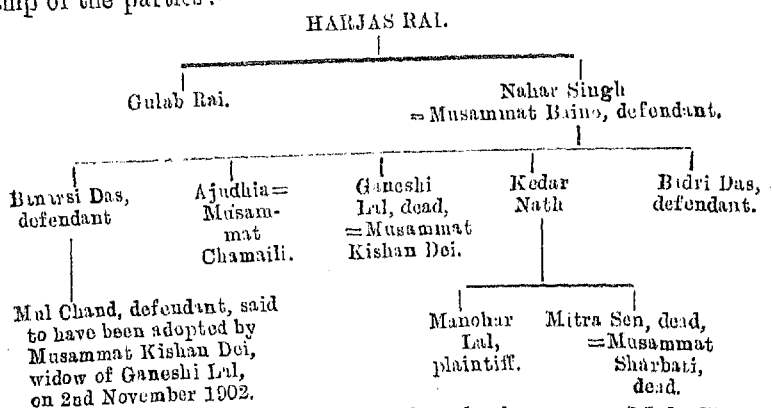 ship of the parties:
HARJAS RAI.
Gulab Rai.
Nahar Singh
= Musammat Baino, defendant.
Banarsi Das,
defendant
Ajudhia=
Musam-
mat
Chamaili.
Ganeshi
Lal, dead,
=Musammat
Kishan Dei.
Kedar
Nath
Badri Das,
defendant.
Mul Chand, defendant, said
to have been adopted by
Musammat Kishan Dei,
widow of Ganeshi Lal,
on 2nd November 1902.
Manohar
Lal,
plaintiff.
Mitra Sen, dead,
=Musammat
Sharbati,
dead.